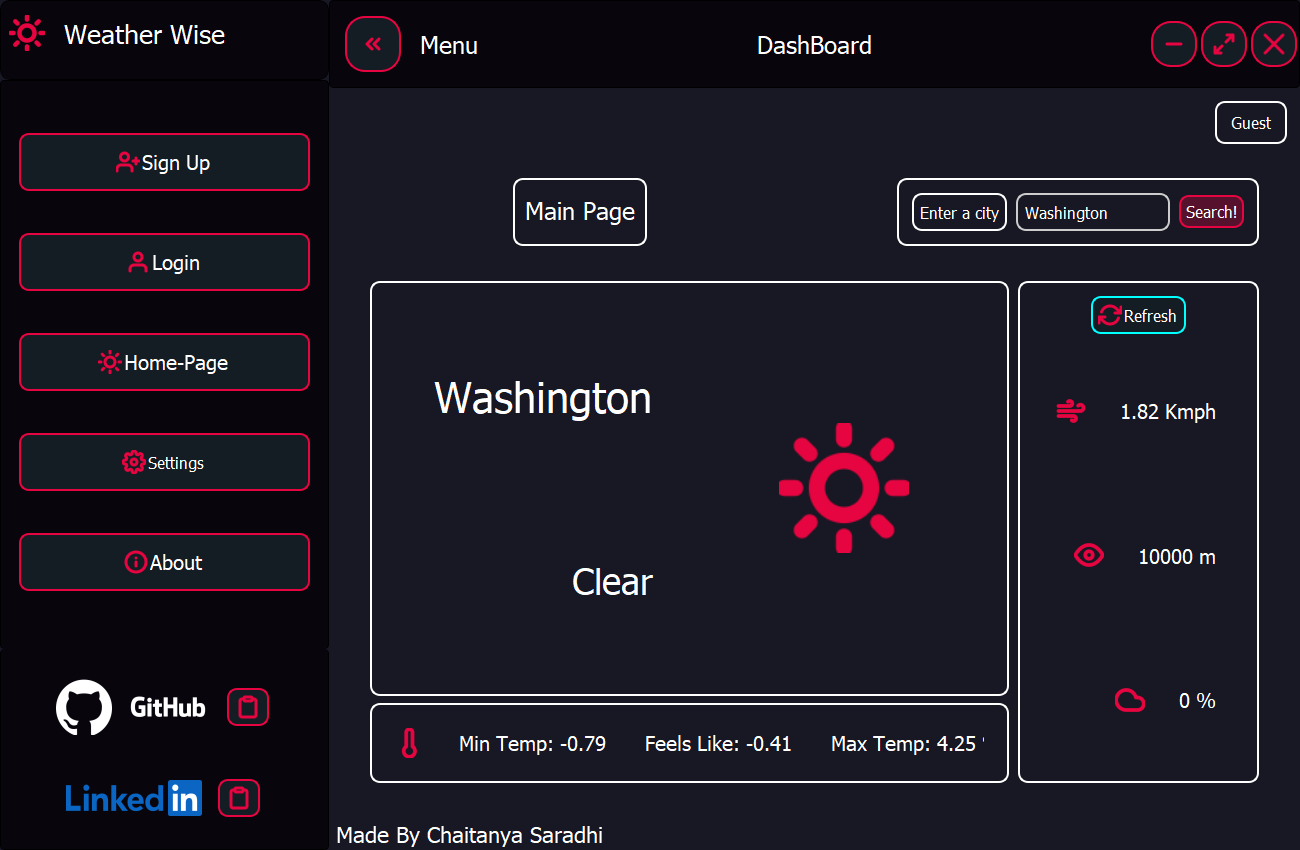 Weather Wise
Menu
DashBoard
Guest
Sign Up
Login
Home-Page
Settings
About
GitHub
Linkedin
Main Page
Enter a city
Washington
Search!
Washington
Clear
Refresh
1.82 Kmph
10000 m
0 %
Min Temp: -0.79
Feels Like: -0.41
Max Temp: 4.25 °
Made By Chaitanya Saradhi